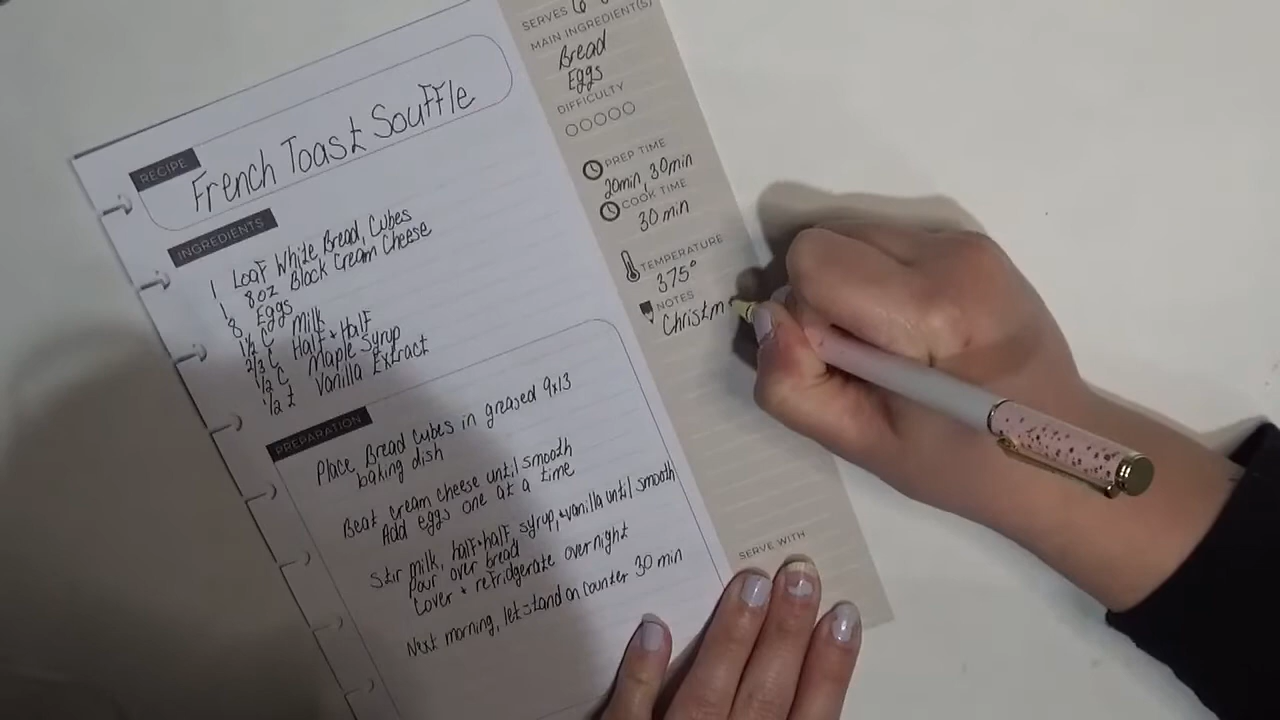 RECIPE
French Toast Souffle
INGREDIENTS
1 Loaf White Bread, Cubes
1 8oz Block Cream Cheese
8 Eggs
1½ C Milk
2/3 C Half + Half
1/2 C Maple Syrup
1/2 t Vanilla Extract
PREPARATION
Place Bread Cubes in greased 9x13
baking dish
Beat cream cheese until smooth
Add eggs one at a time
Stir milk, half+half, syrup, +vanilla until smooth
Pour over bread
Cover + refridgerate overnight
Next morning, let stand on counter 30 min
SERVES 6
MAIN INGREDIENT(S)
Bread
Eggs
DIFFICULTY
PREP TIME
20min, 30min
COOK TIME
30 min
TEMPERATURE
375°
NOTES
Christm
SERVE WITH